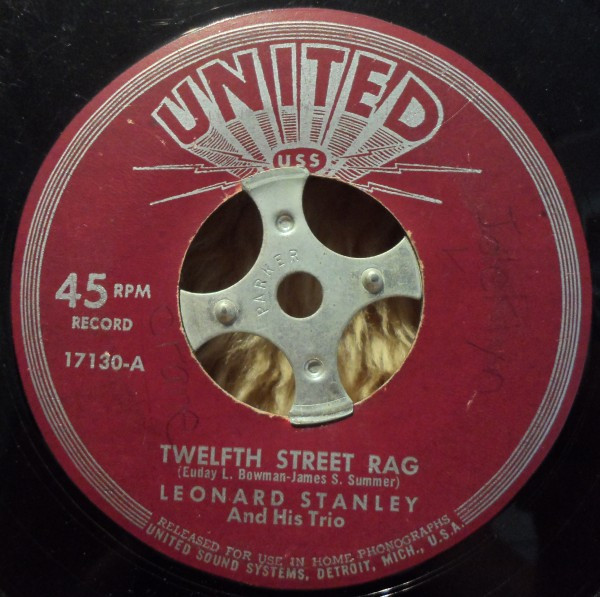 UNITED
USS
PARKER
45 RPM
RECORD
17130-A
TWELFTH STREET RAG
(Euday L. Bowman-James S. Summer)
LEONARD STANLEY
And His Trio
RELEASED FOR USE IN HOME PHONOGRAPHS
UNITED SOUND SYSTEMS, DETROIT, MICH., U.S.A.